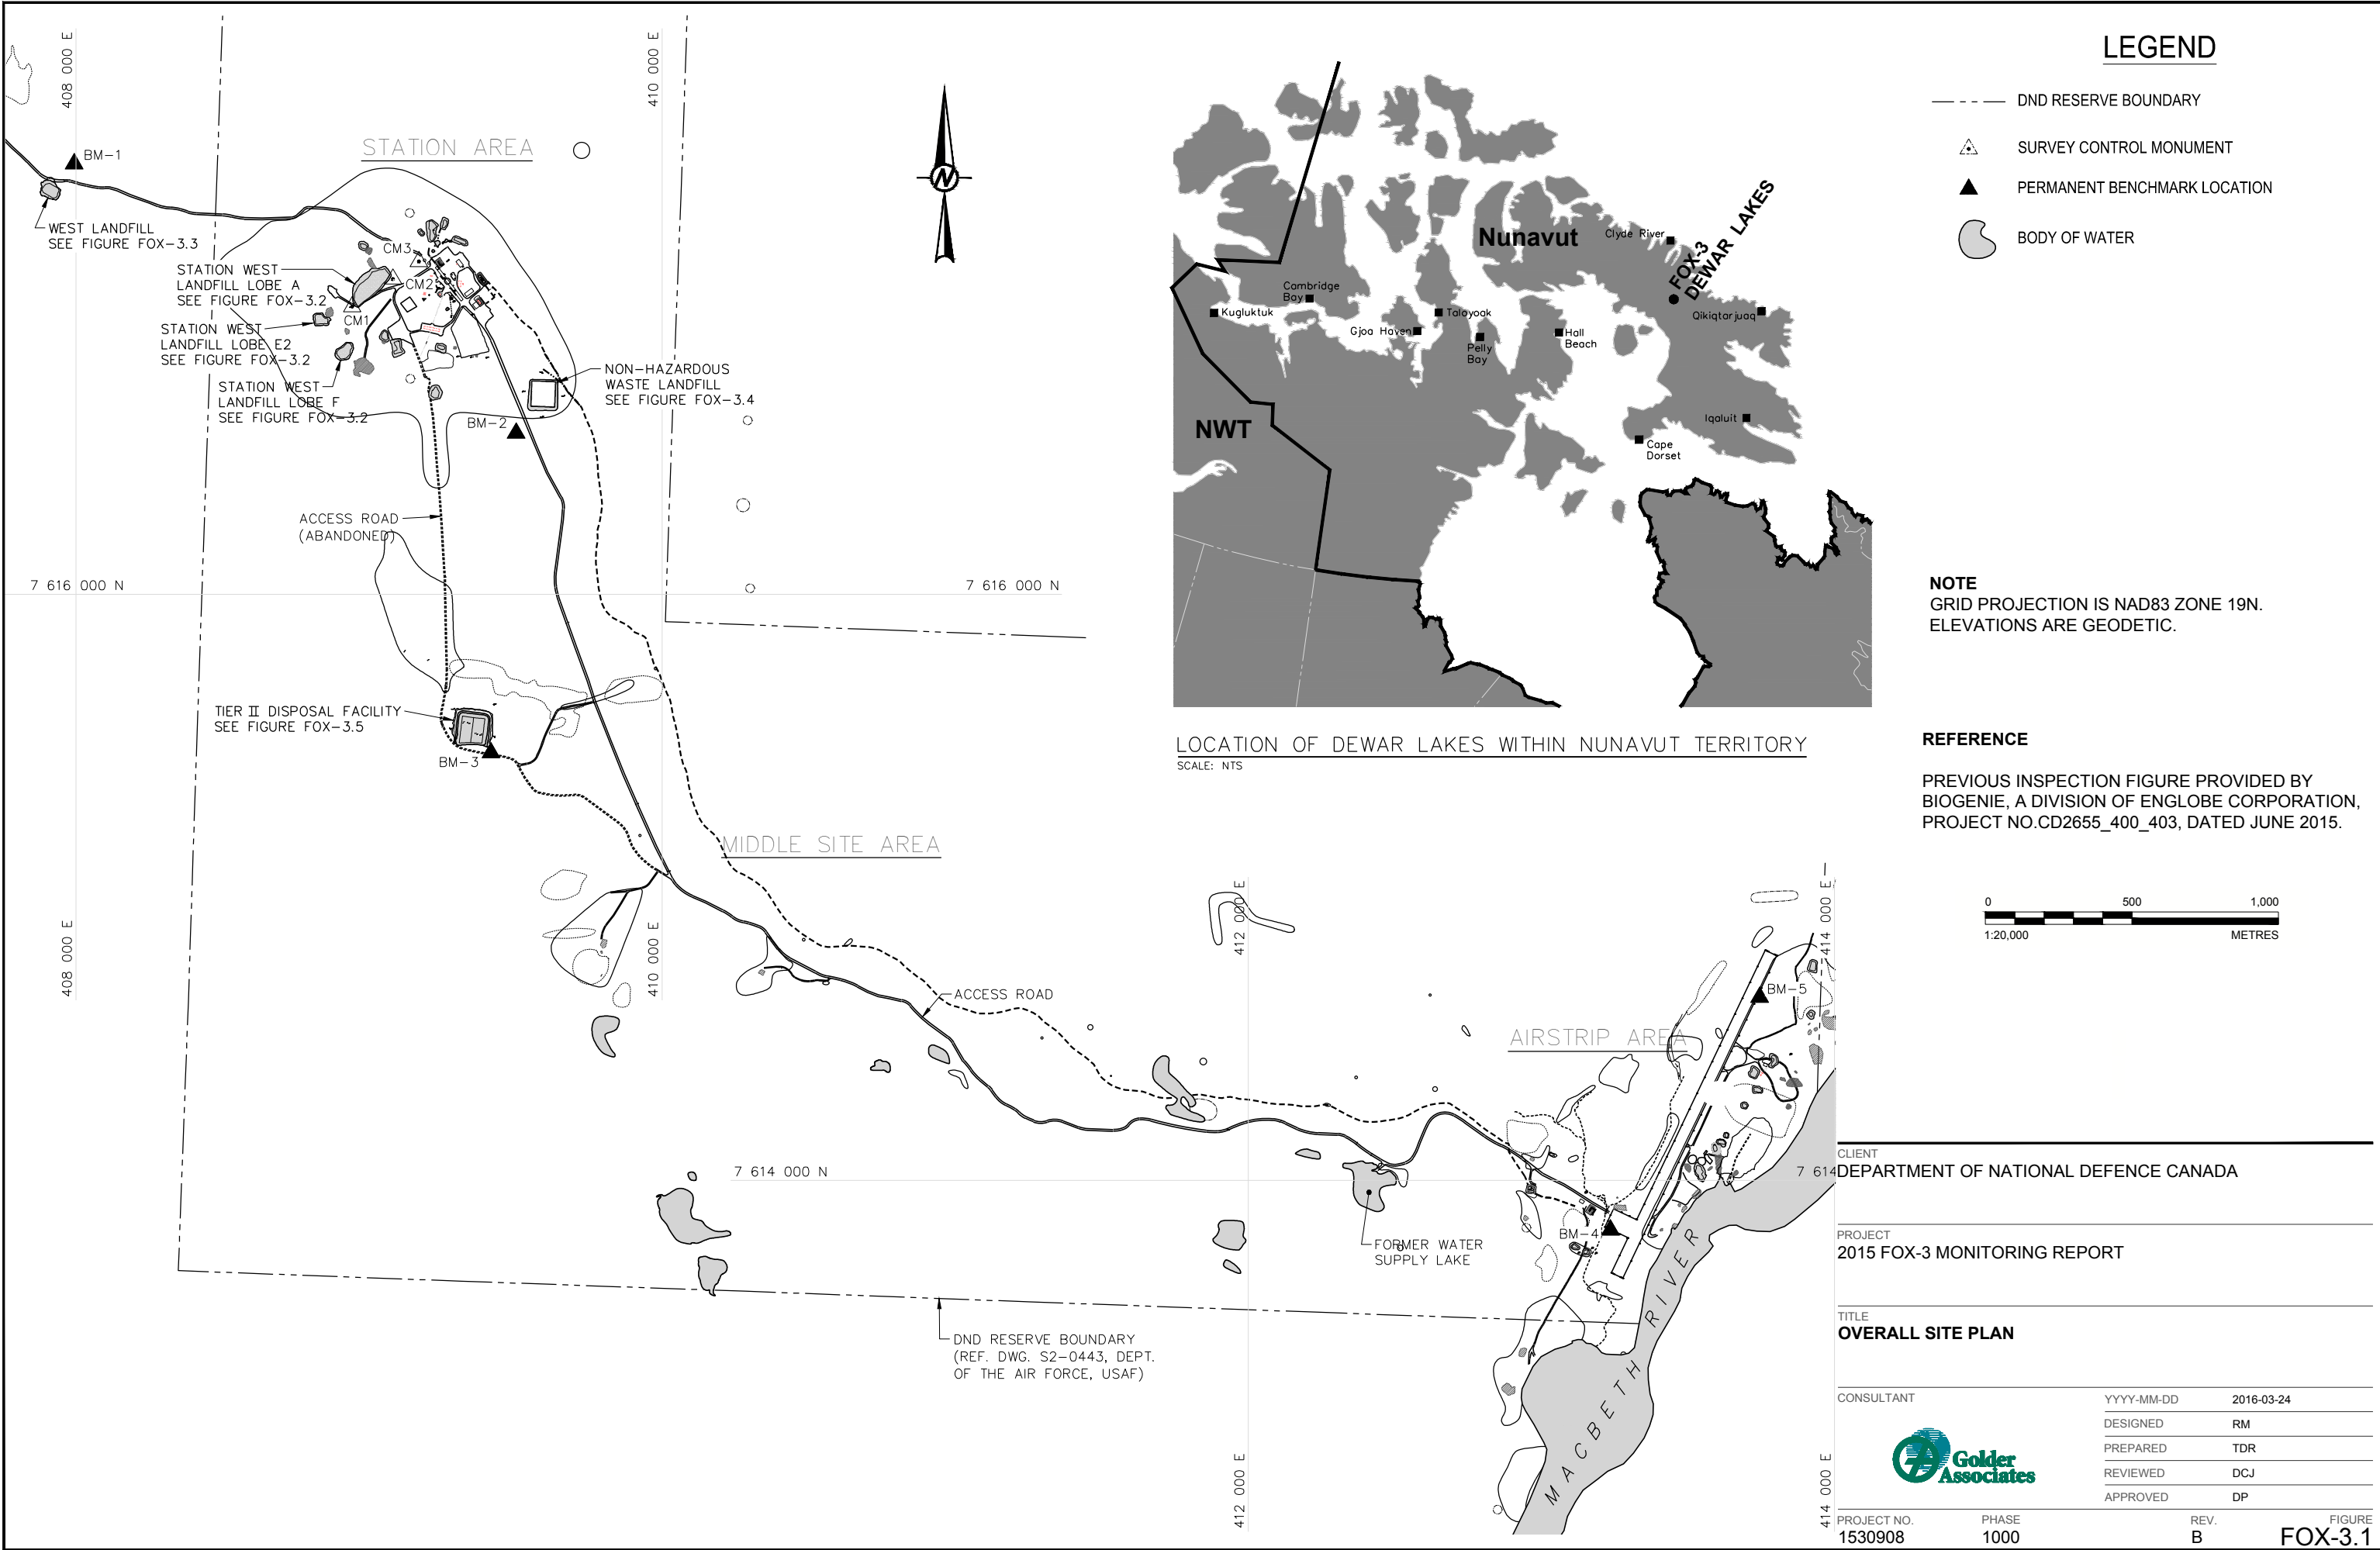 408 000 E
410 000 E
BM-1
STATION AREA
WEST LANDFILL
SEE FIGURE FOX-3.3
STATION WEST
LANDFILL LOBE A
SEE FIGURE FOX-3.2
STATION WEST
LANDFILL LOBE E2
SEE FIGURE FOX-3.2
STATION WEST
LANDFILL LOBE F
SEE FIGURE FOX-3.2
CM3
CM2
CM1
NON-HAZARDOUS
WASTE LANDFILL
SEE FIGURE FOX-3.4
BM-2
ACCESS ROAD
(ABANDONED)
7 616 000 N
7 616 000 N
TIER II DISPOSAL FACILITY
SEE FIGURE FOX-3.5
BM-3
MIDDLE SITE AREA
408 000 E
410 000 E
412 000 E
414 000 E
ACCESS ROAD
AIRSTRIP AREA
BM-5
7 614 000 N
7 614
BM-4
FORMER WATER
SUPPLY LAKE
DND RESERVE BOUNDARY
(REF. DWG. S2-0443, DEPT.
OF THE AIR FORCE, USAF)
MACBETH RIVER
412 000 E
414 000 E
N
Nunavut
NWT
Clyde River
FOX-3
DEWAR LAKES
Cambridge
Bay
Kugluktuk
Gjoa Haven
Taloyoak
Pelly
Bay
Hall
Beach
Qikiqtarjuaq
Iqaluit
Cape
Dorset
LOCATION OF DEWAR LAKES WITHIN NUNAVUT TERRITORY
SCALE: NTS
LEGEND
DND RESERVE BOUNDARY
SURVEY CONTROL MONUMENT
PERMANENT BENCHMARK LOCATION
BODY OF WATER
NOTE
GRID PROJECTION IS NAD83 ZONE 19N.
ELEVATIONS ARE GEODETIC.
REFERENCE
PREVIOUS INSPECTION FIGURE PROVIDED BY
BIOGENIE, A DIVISION OF ENGLOBE CORPORATION,
PROJECT NO.CD2655_400_403, DATED JUNE 2015.
0 500 1,000
1:20,000 METRES
CLIENT
DEPARTMENT OF NATIONAL DEFENCE CANADA
PROJECT
2015 FOX-3 MONITORING REPORT
TITLE
OVERALL SITE PLAN
CONSULTANT
Golder
Associates
YYYY-MM-DD 2016-03-24
DESIGNED RM
PREPARED TDR
REVIEWED DCJ
APPROVED DP
PROJECT NO. PHASE REV. FIGURE
1530908 1000 B FOX-3.1